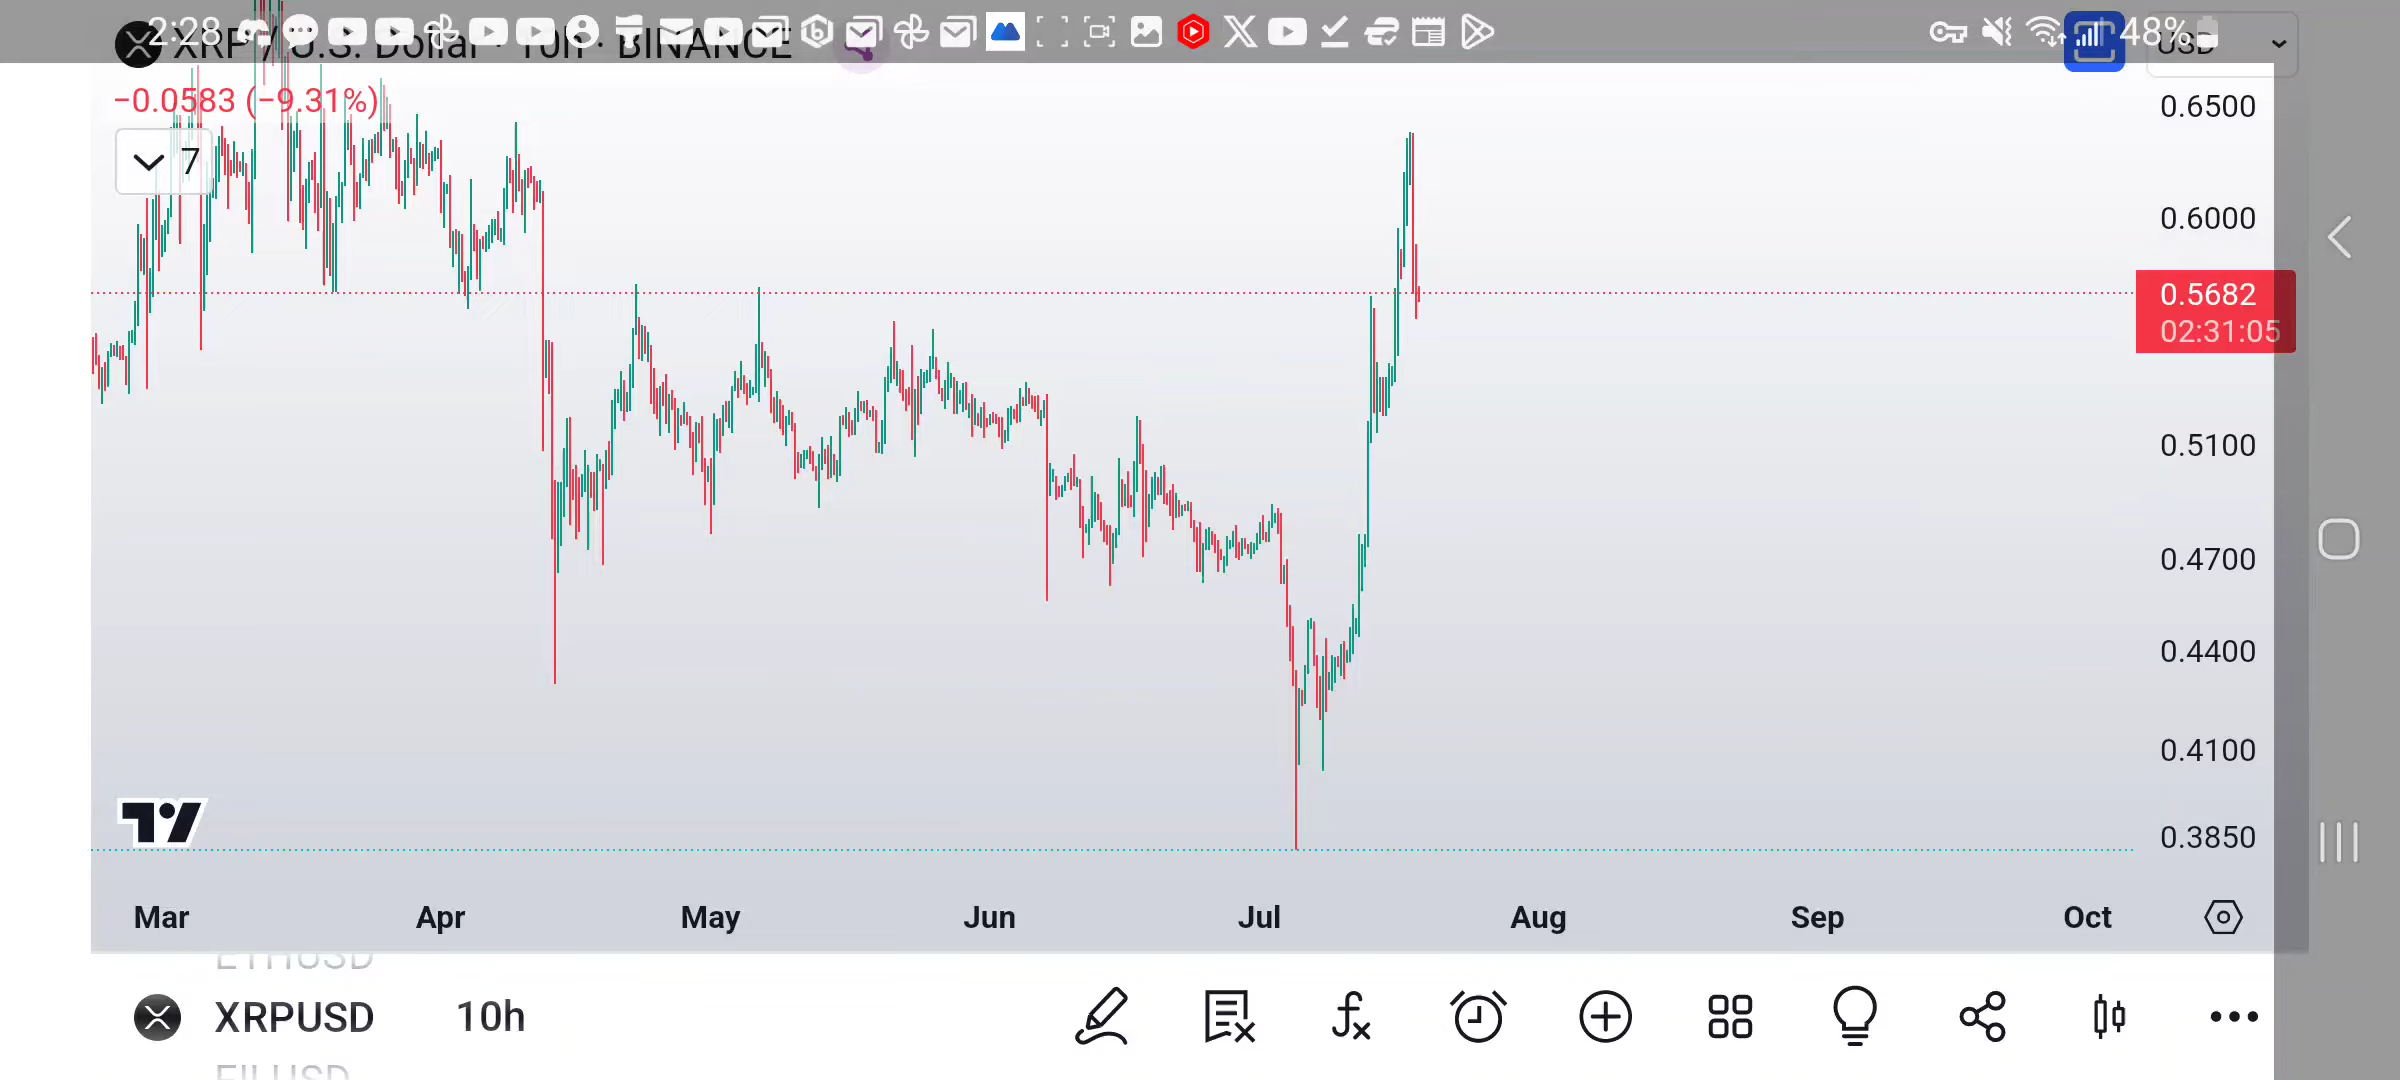 2:28 48%
XRP / U.S. Dollar · 10h · BINANCE USD
−0.0583 (−9.31%)
7
0.6500
0.6000
0.5682
02:31:05
0.5100
0.4700
0.4400
0.4100
0.3850
Mar Apr May Jun Jul Aug Sep Oct
ETHUSD
XRPUSD 10h
FILUSD